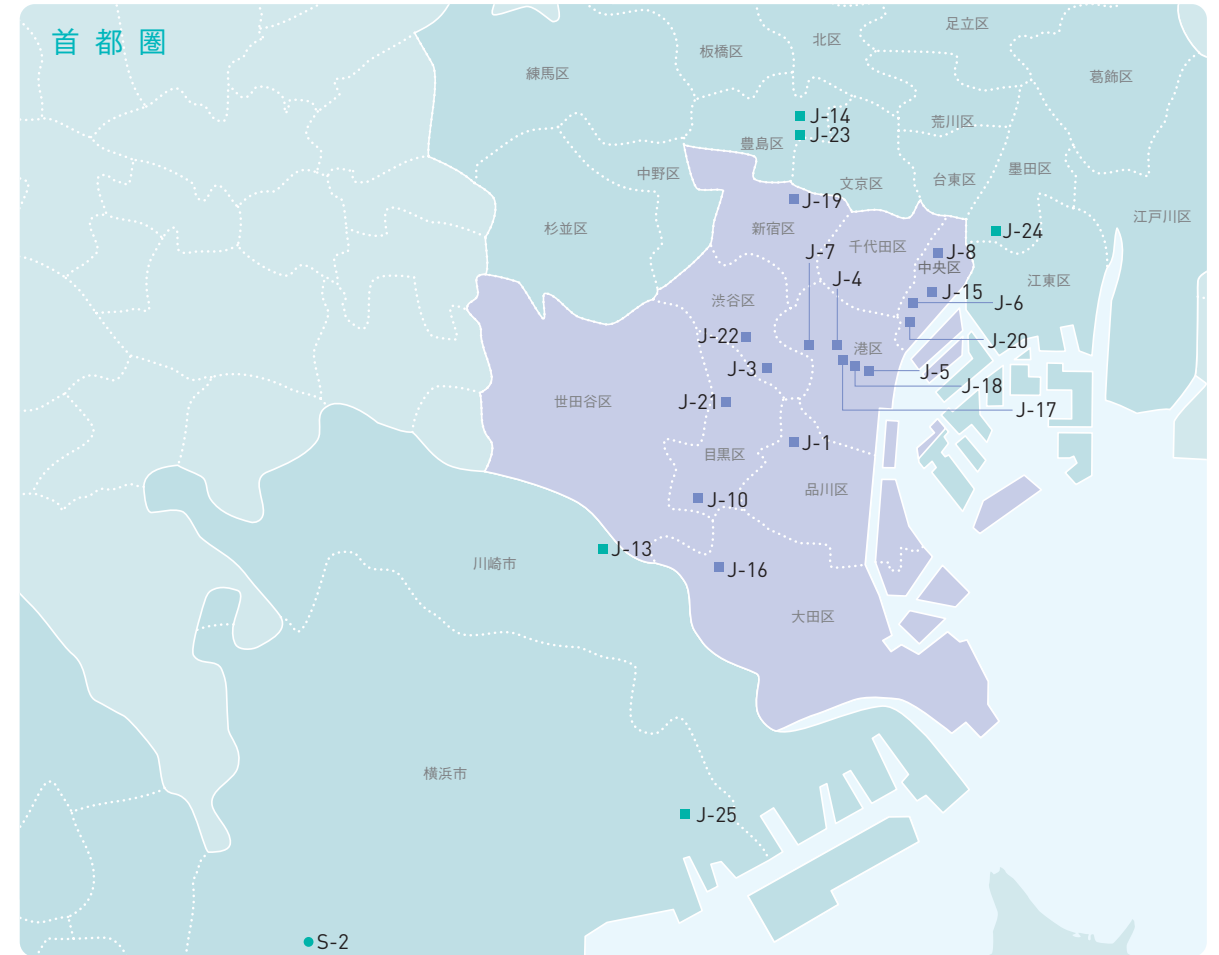 首都圏
足立区
北区
板橋区
練馬区
葛飾区
J-14
荒川区
J-23
豊島区
墨田区
中野区
文京区
台東区
J-19
江戸川区
杉並区
新宿区
J-24
千代田区
J-7
J-8
中央区
J-4
江東区
J-15
渋谷区
J-6
J-22
J-20
港区
J-3
J-5
J-18
世田谷区
J-21
J-17
J-1
目黒区
品川区
J-10
J-13
川崎市
J-16
大田区
横浜市
J-25
S-2